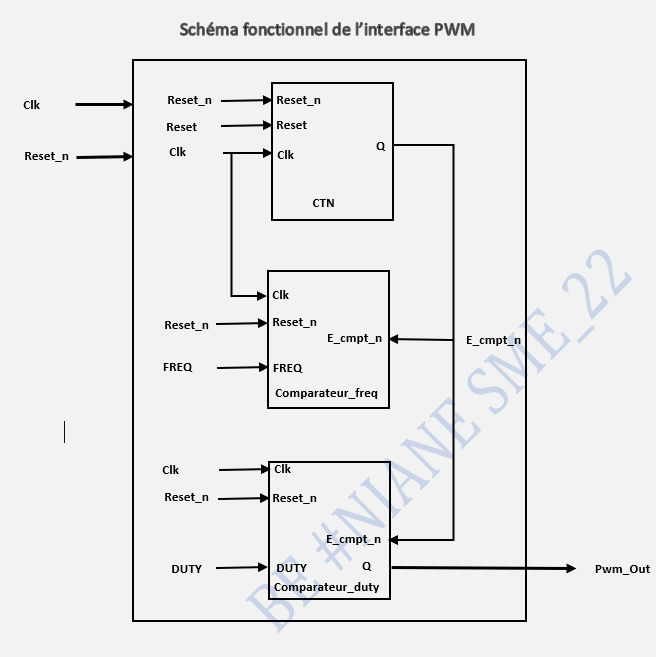 Schéma fonctionnel de l'interface PWM
Clk
Reset_n
Reset_n
Reset
Clk
Reset_n
Reset
Clk
Q
CTN
Clk
Reset_n
Reset_n
E_cmpt_n
E_cmpt_n
FREQ
FREQ
Comparateur_freq
Clk
Clk
Reset_n
Reset_n
E_cmpt_n
DUTY
DUTY
Q
Pwm_Out
Comparateur_duty
BE #NIANE SME_22